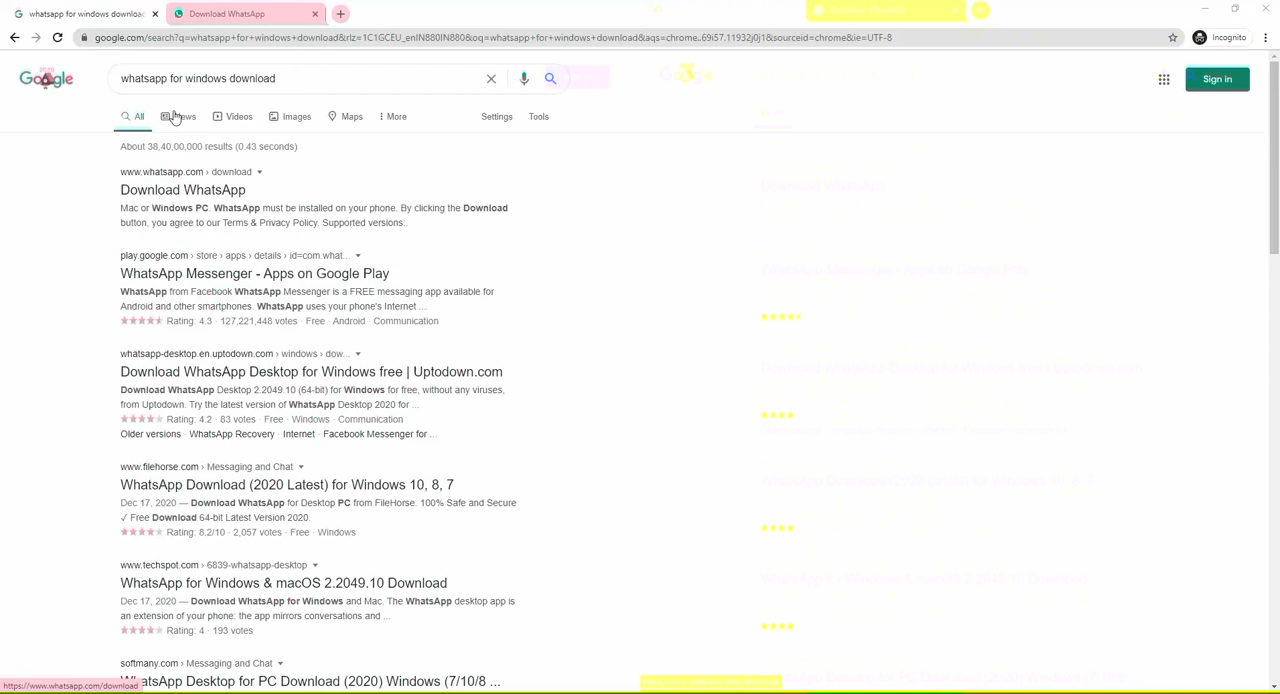 whatsapp for windows download
Download WhatsApp
google.com/search?q=whatsapp+for+windows+download&rlz=1C1GCEU_enIN880IN880&oq=whatsapp+for+windows+download&aqs=chrome..69i57.11932j0j1&sourceid=chrome&ie=UTF-8
Incognito
Google
whatsapp for windows download
Sign in
All
News
Videos
Images
Maps
More
Settings
Tools
About 38,40,00,000 results (0.43 seconds)
www.whatsapp.com › download
Download WhatsApp
Mac or Windows PC. WhatsApp must be installed on your phone. By clicking the Download
button, you agree to our Terms & Privacy Policy. Supported versions:.
play.google.com › store › apps › details › id=com.what...
WhatsApp Messenger - Apps on Google Play
WhatsApp from Facebook WhatsApp Messenger is a FREE messaging app available for
Android and other smartphones. WhatsApp uses your phone's Internet ...
Rating: 4.3 · 127,221,448 votes · Free · Android · Communication
whatsapp-desktop.en.uptodown.com › windows › dow...
Download WhatsApp Desktop for Windows free | Uptodown.com
Download WhatsApp Desktop 2.2049.10 (64-bit) for Windows for free, without any viruses,
from Uptodown. Try the latest version of WhatsApp Desktop 2020 for ...
Rating: 4.2 · 83 votes · Free · Windows · Communication
Older versions · WhatsApp Recovery · Internet · Facebook Messenger for ...
www.filehorse.com › Messaging and Chat
WhatsApp Download (2020 Latest) for Windows 10, 8, 7
Dec 17, 2020 — Download WhatsApp for Desktop PC from FileHorse. 100% Safe and Secure
✓ Free Download 64-bit Latest Version 2020.
Rating: 8.2/10 · 2,057 votes · Free · Windows
www.techspot.com › 6839-whatsapp-desktop
WhatsApp for Windows & macOS 2.2049.10 Download
Dec 17, 2020 — Download WhatsApp for Windows and Mac. The WhatsApp desktop app is
an extension of your phone: the app mirrors conversations and ...
Rating: 4 · 193 votes
softmany.com › Messaging and Chat
WhatsApp Desktop for PC Download (2020) Windows (7/10/8 ...
https://www.whatsapp.com/download